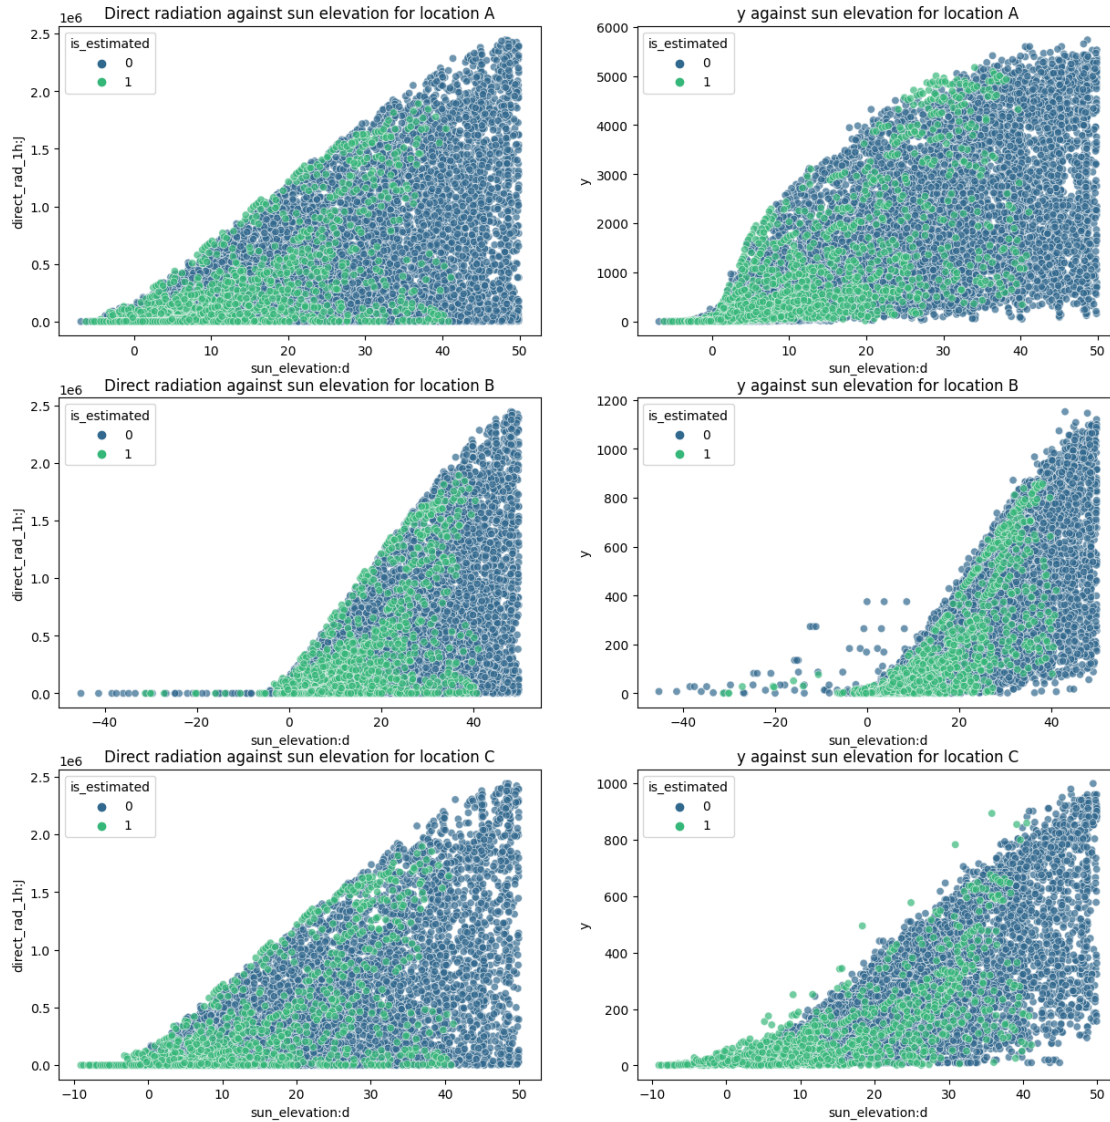 Direct radiation against sun elevation for location A
1e6
is_estimated
0
1
2.5
2.0
1.5
1.0
0.5
0.0
direct_rad_1h:J
0 10 20 30 40 50
sun_elevation:d
y against sun elevation for location A
is_estimated
0
1
6000
5000
4000
3000
2000
1000
0
y
0 10 20 30 40 50
sun_elevation:d
Direct radiation against sun elevation for location B
1e6
is_estimated
0
1
2.5
2.0
1.5
1.0
0.5
0.0
direct_rad_1h:J
−40 −20 0 20 40
sun_elevation:d
y against sun elevation for location B
is_estimated
0
1
1200
1000
800
600
400
200
0
y
−40 −20 0 20 40
sun_elevation:d
Direct radiation against sun elevation for location C
1e6
is_estimated
0
1
2.5
2.0
1.5
1.0
0.5
0.0
direct_rad_1h:J
−10 0 10 20 30 40 50
sun_elevation:d
y against sun elevation for location C
is_estimated
0
1
1000
800
600
400
200
0
y
−10 0 10 20 30 40 50
sun_elevation:d